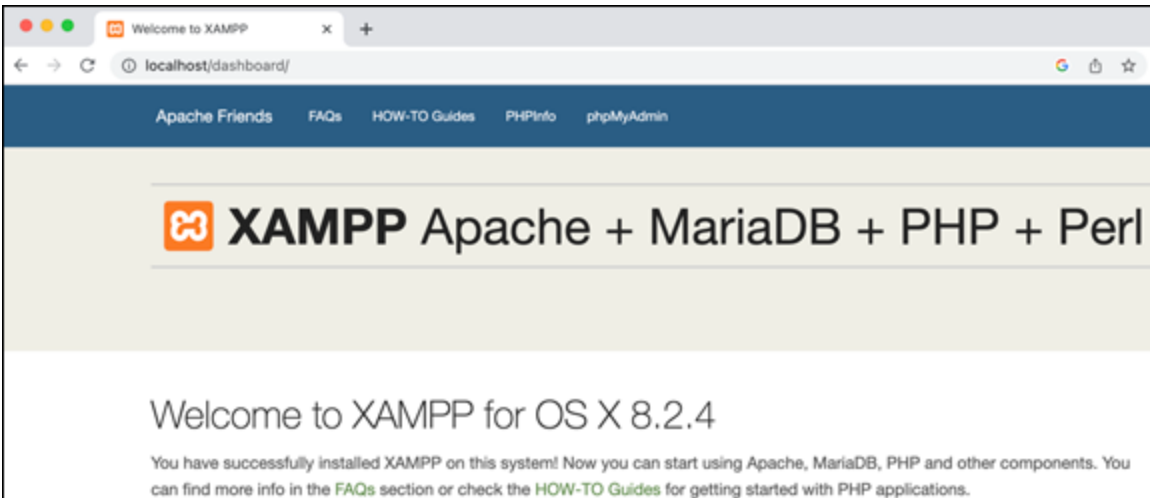 Welcome to XAMPP
localhost/dashboard/
Apache Friends FAQs HOW-TO Guides PHPInfo phpMyAdmin
XAMPP Apache + MariaDB + PHP + Perl
Welcome to XAMPP for OS X 8.2.4
You have successfully installed XAMPP on this system! Now you can start using Apache, MariaDB, PHP and other components. You
can find more info in the FAQs section or check the HOW-TO Guides for getting started with PHP applications.